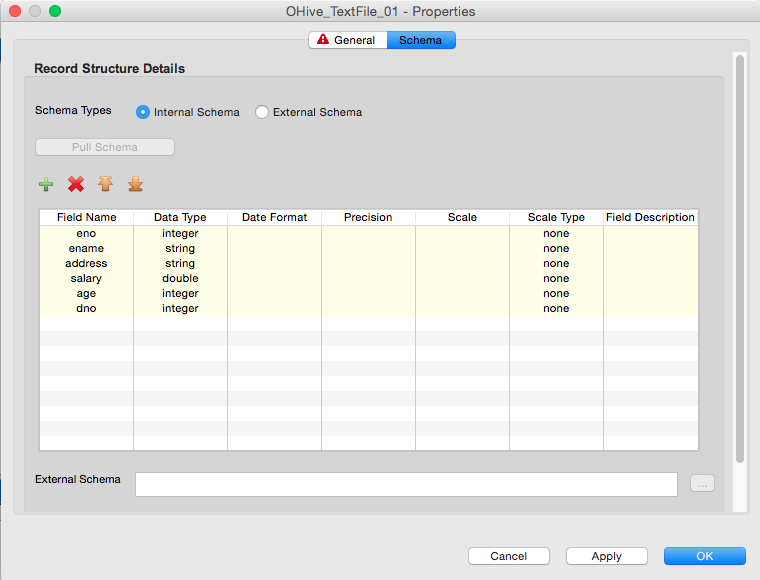 OHive_TextFile_01 - Properties
General Schema
Record Structure Details
Schema Types Internal Schema External Schema
Pull Schema
Field Name Data Type Date Format Precision Scale Scale Type Field Description
eno integer none
ename string none
address string none
salary double none
age integer none
dno integer none
External Schema ...
Cancel Apply OK